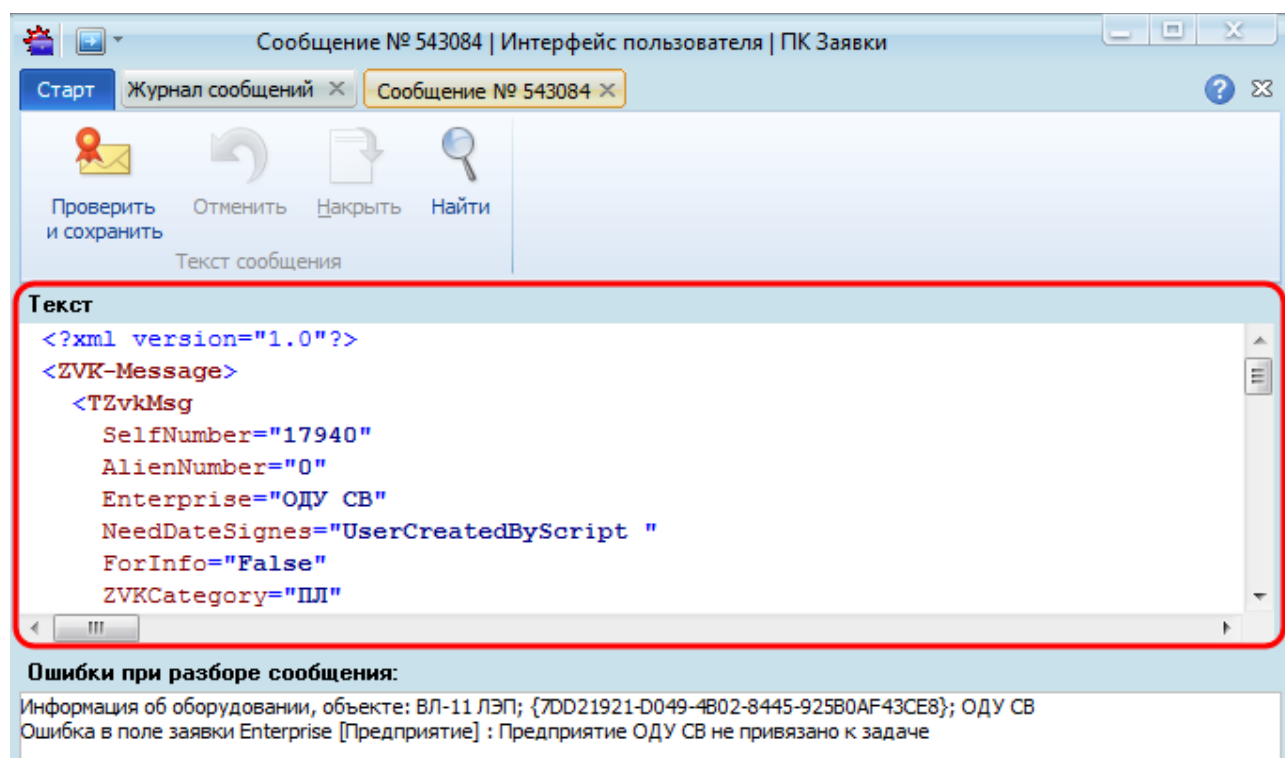 Сообщение № 543084 | Интерфейс пользователя | ПК Заявки
Старт Журнал сообщений Сообщение № 543084
Проверить и сохранить Отменить Накрыть Найти
Текст сообщения
Текст
<?xml version="1.0"?>
<ZVK-Message>
<TZvkMsg
SelfNumber="17940"
AlienNumber="0"
Enterprise="ОДУ СВ"
NeedDateSignes="UserCreatedByScript "
ForInfo="False"
ZVKCategory="ПЛ"
Ошибки при разборе сообщения:
Информация об оборудовании, объекте: ВЛ-11 ЛЭП; {7DD21921-D049-4B02-8445-925B0AF43CE8}; ОДУ СВ
Ошибка в поле заявки Enterprise [Предприятие] : Предприятие ОДУ СВ не привязано к задаче